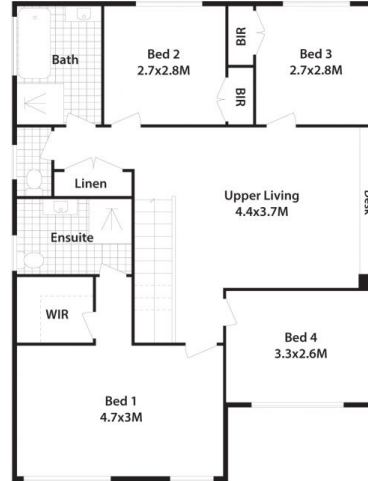 Bath
Bed 2
2.7x2.8M
BIR
BIR
Bed 3
2.7x2.8M
Linen
Upper Living
4.4x3.7M
Desk
Ensuite
WIR
Bed 4
3.3x2.6M
Bed 1
4.7x3M